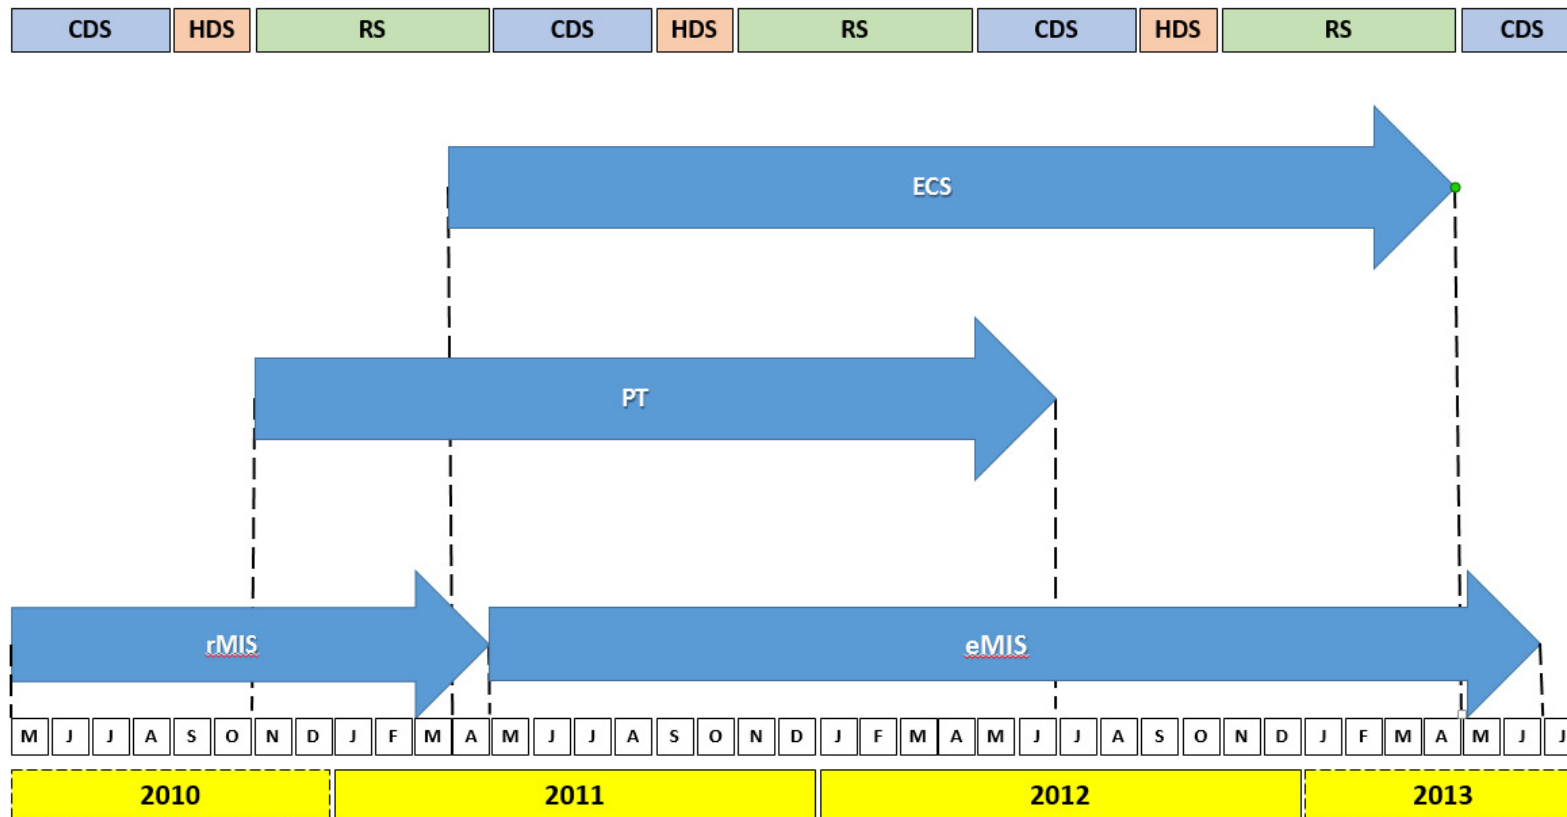 CDS HDS RS CDS HDS RS CDS HDS RS CDS
ECS
PT
rMIS eMIS
M J J A S O N D J F M A M J J A S O N D J F M A M J J A S O N D J F M A M J J
2010 2011 2012 2013